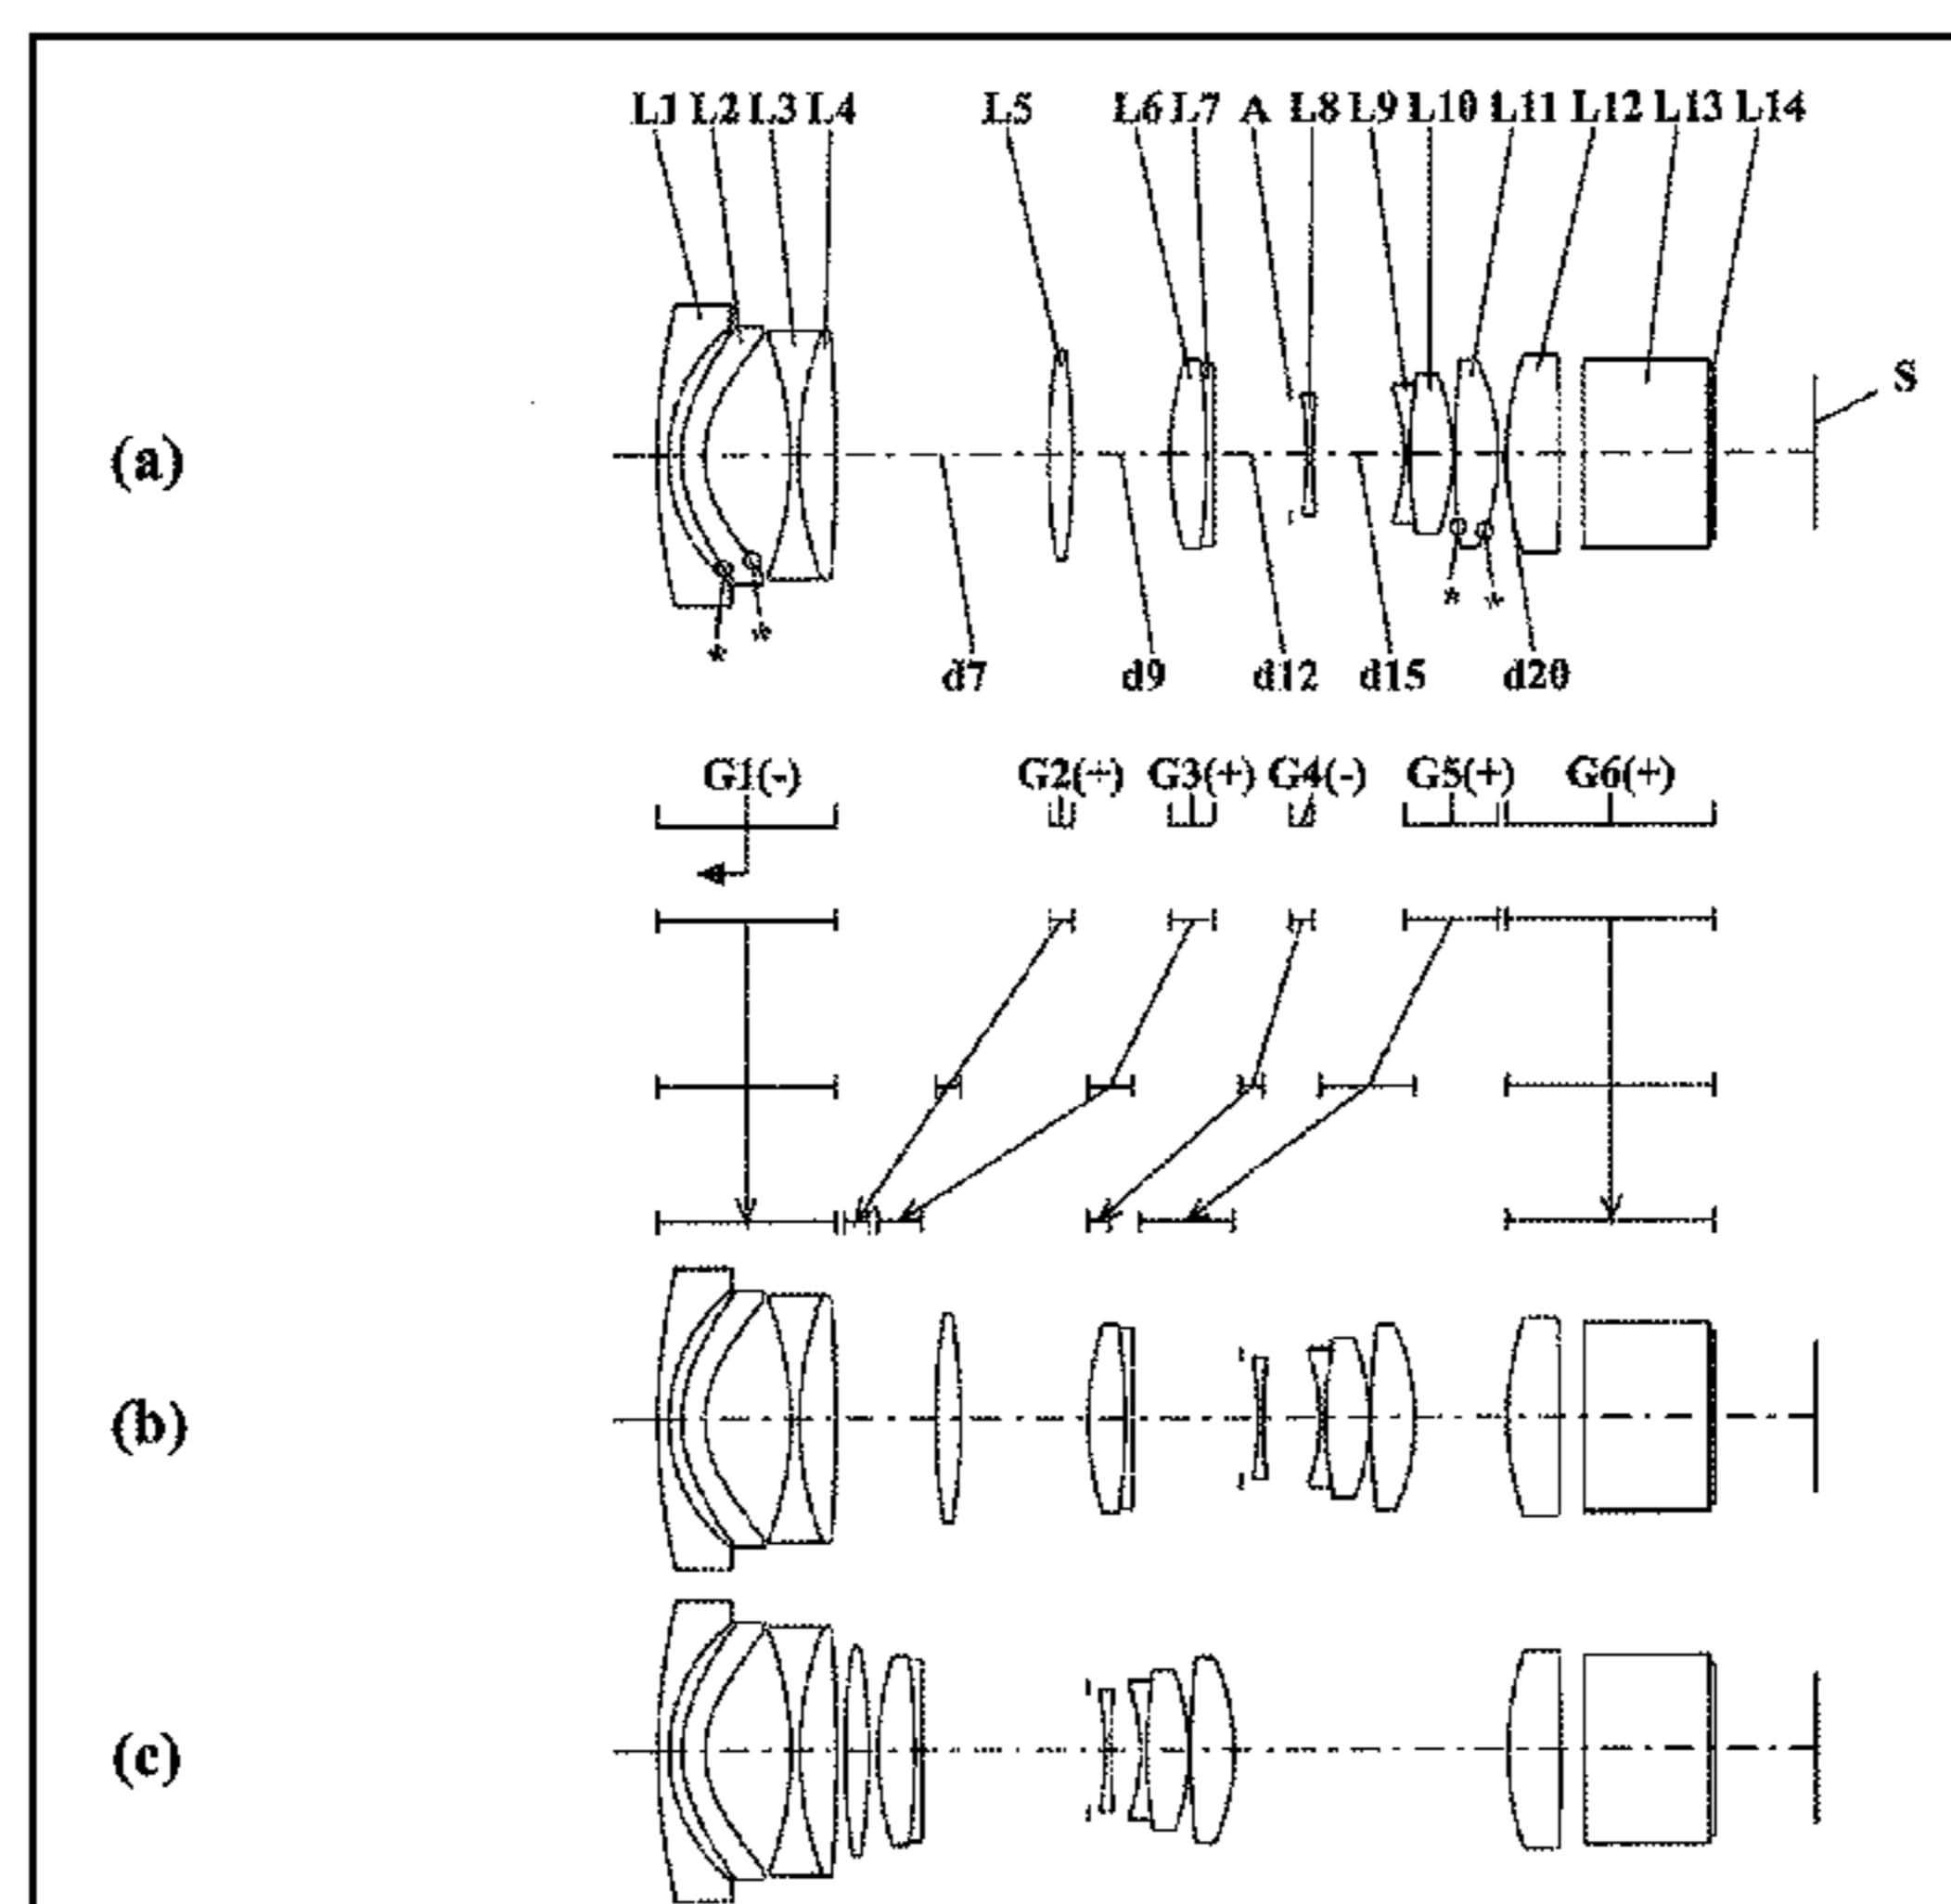 L1 L2 L3 L4 L5 L6 L7 A L8 L9 L10 L11 L12 L13 L14
S
(a)
* * * *
d7 d9 d12 d15 d20
G1(-) G2(+) G3(+) G4(-) G5(+) G6(+)
(b)
(c)